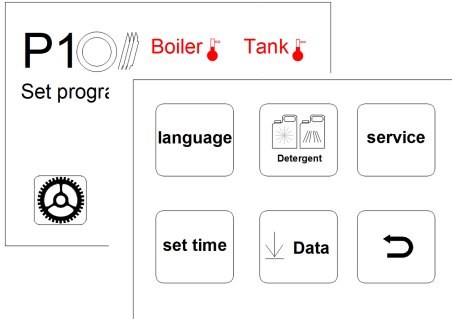 P1
Boiler Tank
Set progra
language
Detergent
service
set time
Data